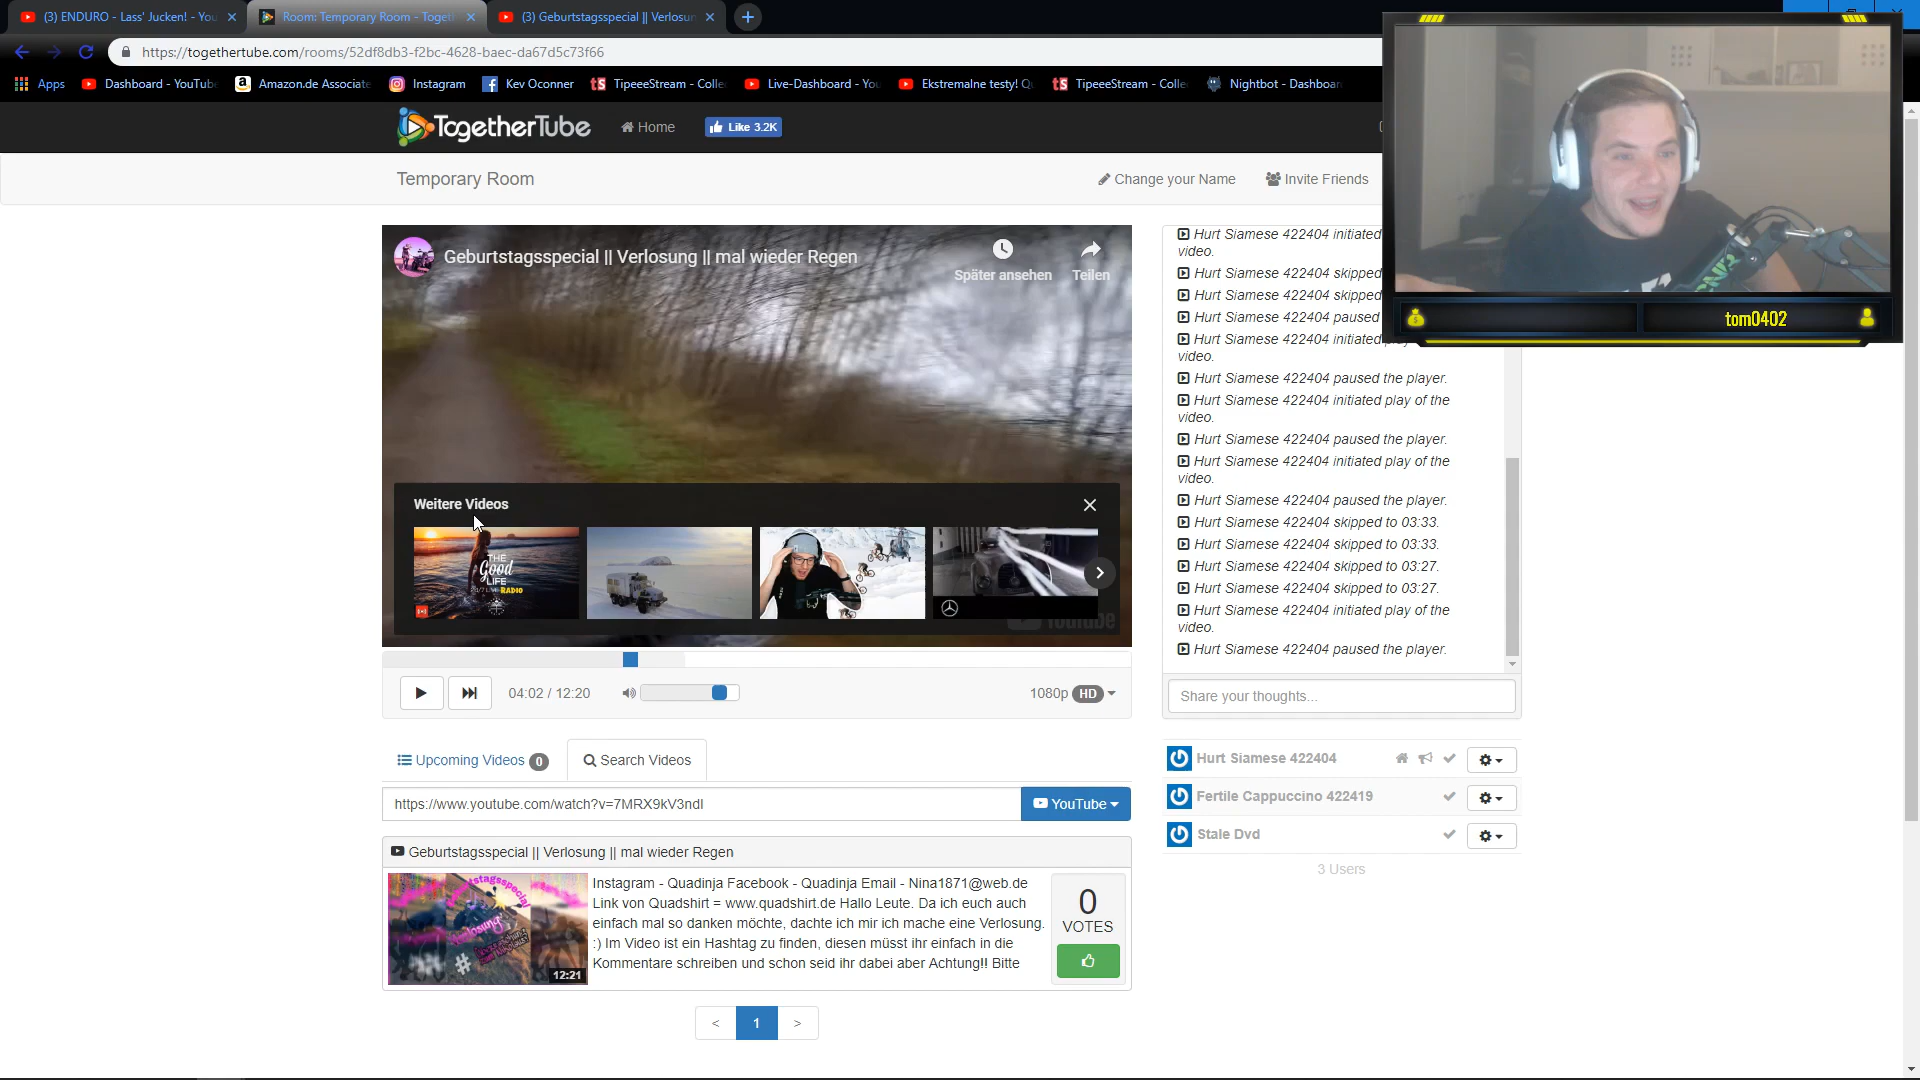 (3) ENDURO - Lass' Jucken! - You
Room: Temporary Room - Togeth
(3) Geburtstagsspecial || Verlosun
https://togethertube.com/rooms/52df8db3-f2bc-4628-baec-da67d5c73f66
Apps
Dashboard - YouTube
Amazon.de Associate
Instagram
Kev Oconner
TipeeeStream - Colle
Live-Dashboard - You
Ekstremalne testy! Q
TipeeeStream - Colle
Nightbot - Dashboar
TogetherTube
Home
Like 3.2K
Temporary Room
Change your Name
Invite Friends
Geburtstagsspecial || Verlosung || mal wieder Regen
Später ansehen
Teilen
Weitere Videos
THE
Good
LIFE
24/7 LIVE RADIO
YouTube
04:02 / 12:20
1080p HD
Hurt Siamese 422404 initiated
video.
Hurt Siamese 422404 skipped
Hurt Siamese 422404 skipped
Hurt Siamese 422404 paused
Hurt Siamese 422404 initiated play of the
video.
Hurt Siamese 422404 paused the player.
Hurt Siamese 422404 initiated play of the
video.
Hurt Siamese 422404 paused the player.
Hurt Siamese 422404 initiated play of the
video.
Hurt Siamese 422404 paused the player.
Hurt Siamese 422404 skipped to 03:33.
Hurt Siamese 422404 skipped to 03:33.
Hurt Siamese 422404 skipped to 03:27.
Hurt Siamese 422404 skipped to 03:27.
Hurt Siamese 422404 initiated play of the
video.
Hurt Siamese 422404 paused the player.
Share your thoughts...
tom0402
Upcoming Videos 0
Search Videos
https://www.youtube.com/watch?v=7MRX9kV3ndI
YouTube
Geburtstagsspecial || Verlosung || mal wieder Regen
Instagram - Quadinja Facebook - Quadinja Email - Nina1871@web.de
Link von Quadshirt = www.quadshirt.de Hallo Leute. Da ich euch auch
einfach mal so danken möchte, dachte ich mir ich mache eine Verlosung.
:) Im Video ist ein Hashtag zu finden, diesen müsst ihr einfach in die
Kommentare schreiben und schon seid ihr dabei aber Achtung!! Bitte
Verlosung
#
12:21
0
VOTES
Hurt Siamese 422404
Fertile Cappuccino 422419
Stale Dvd
3 Users
< 1 >